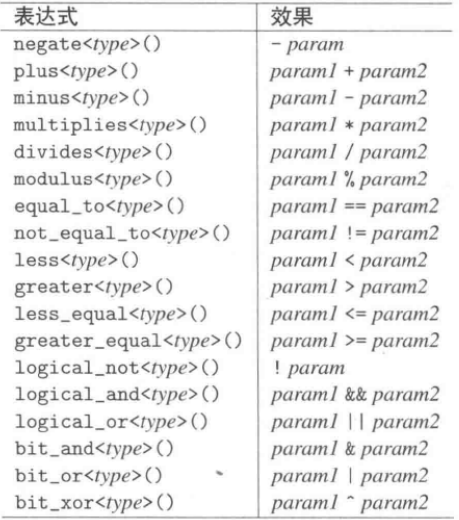 表达式 效果
negate<type>() - param
plus<type>() param1 + param2
minus<type>() param1 - param2
multiplies<type>() param1 * param2
divides<type>() param1 / param2
modulus<type>() param1 % param2
equal_to<type>() param1 == param2
not_equal_to<type>() param1 != param2
less<type>() param1 < param2
greater<type>() param1 > param2
less_equal<type>() param1 <= param2
greater_equal<type>() param1 >= param2
logical_not<type>() ! param
logical_and<type>() param1 && param2
logical_or<type>() param1 || param2
bit_and<type>() param1 & param2
bit_or<type>() param1 | param2
bit_xor<type>() param1 ^ param2